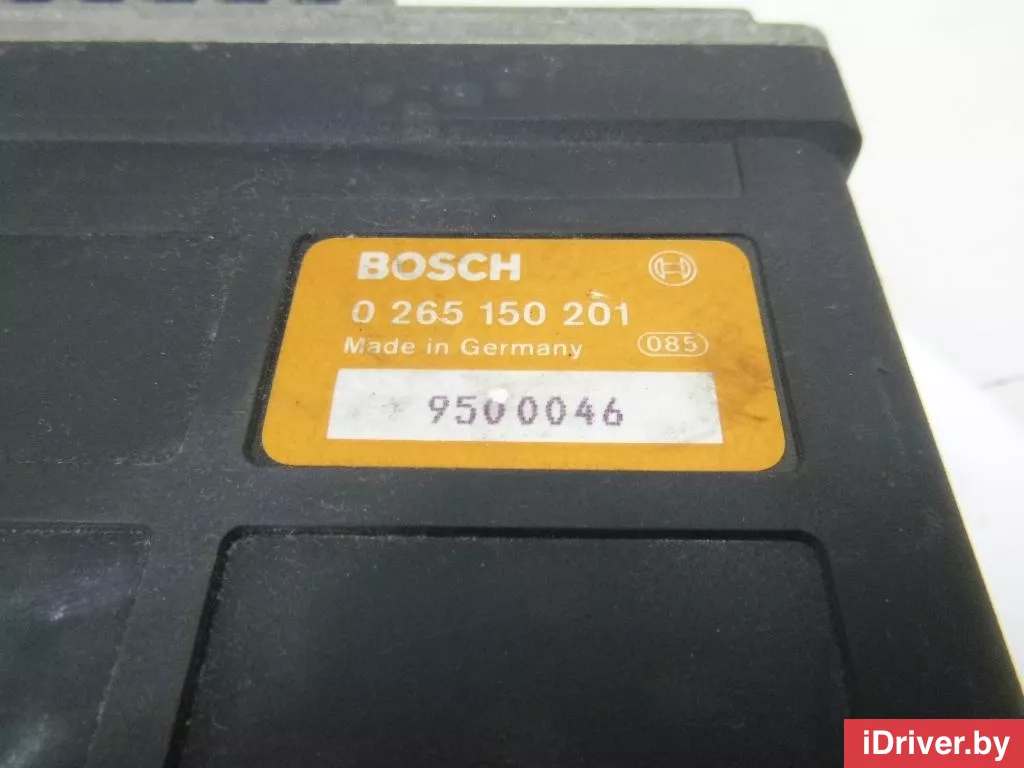 BOSCH
0 265 150 201
Made in Germany 085
9500046
iDriver.by